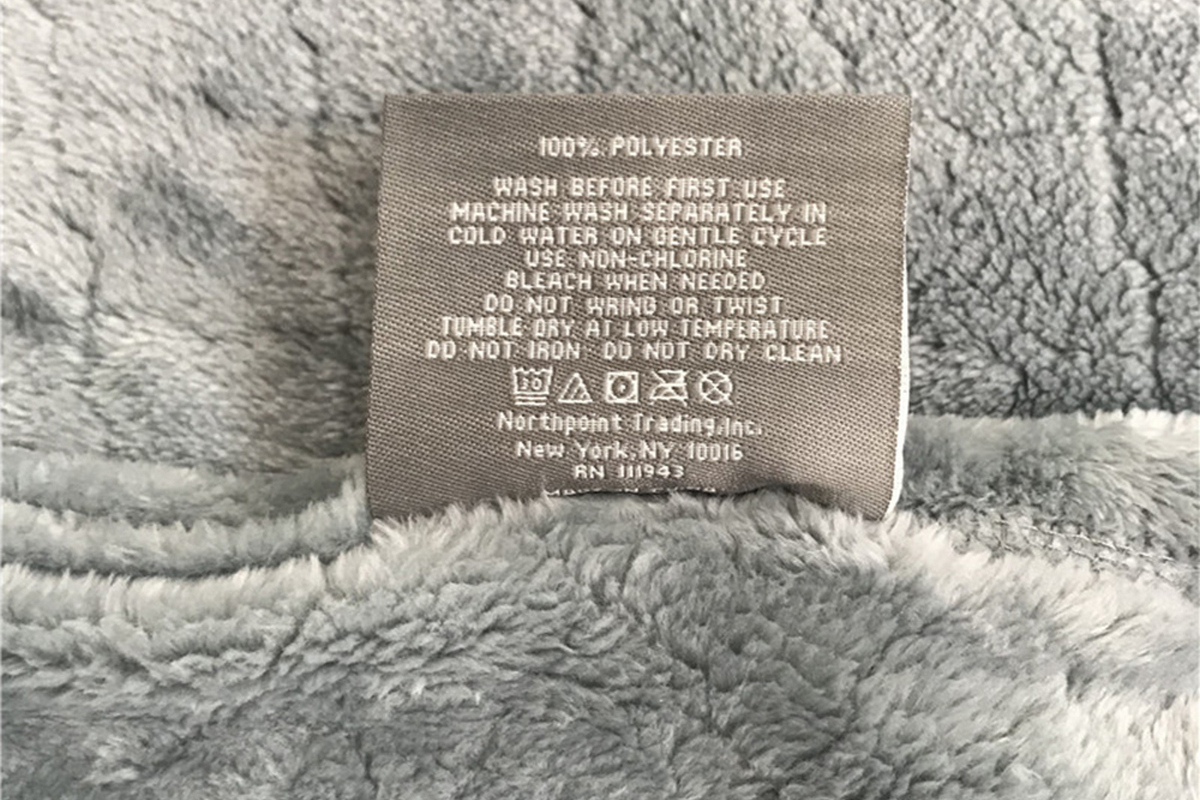 100% POLYESTER
WASH BEFORE FIRST USE
MACHINE WASH SEPARATELY IN
COLD WATER ON GENTLE CYCLE
USE NON-CHLORINE
BLEACH WHEN NEEDED
DO NOT WRING OR TWIST
TUMBLE DRY AT LOW TEMPERATURE
DO NOT IRON DO NOT DRY CLEAN
30
Northpoint Trading,Inc.
New York,NY 10016
RN 111943